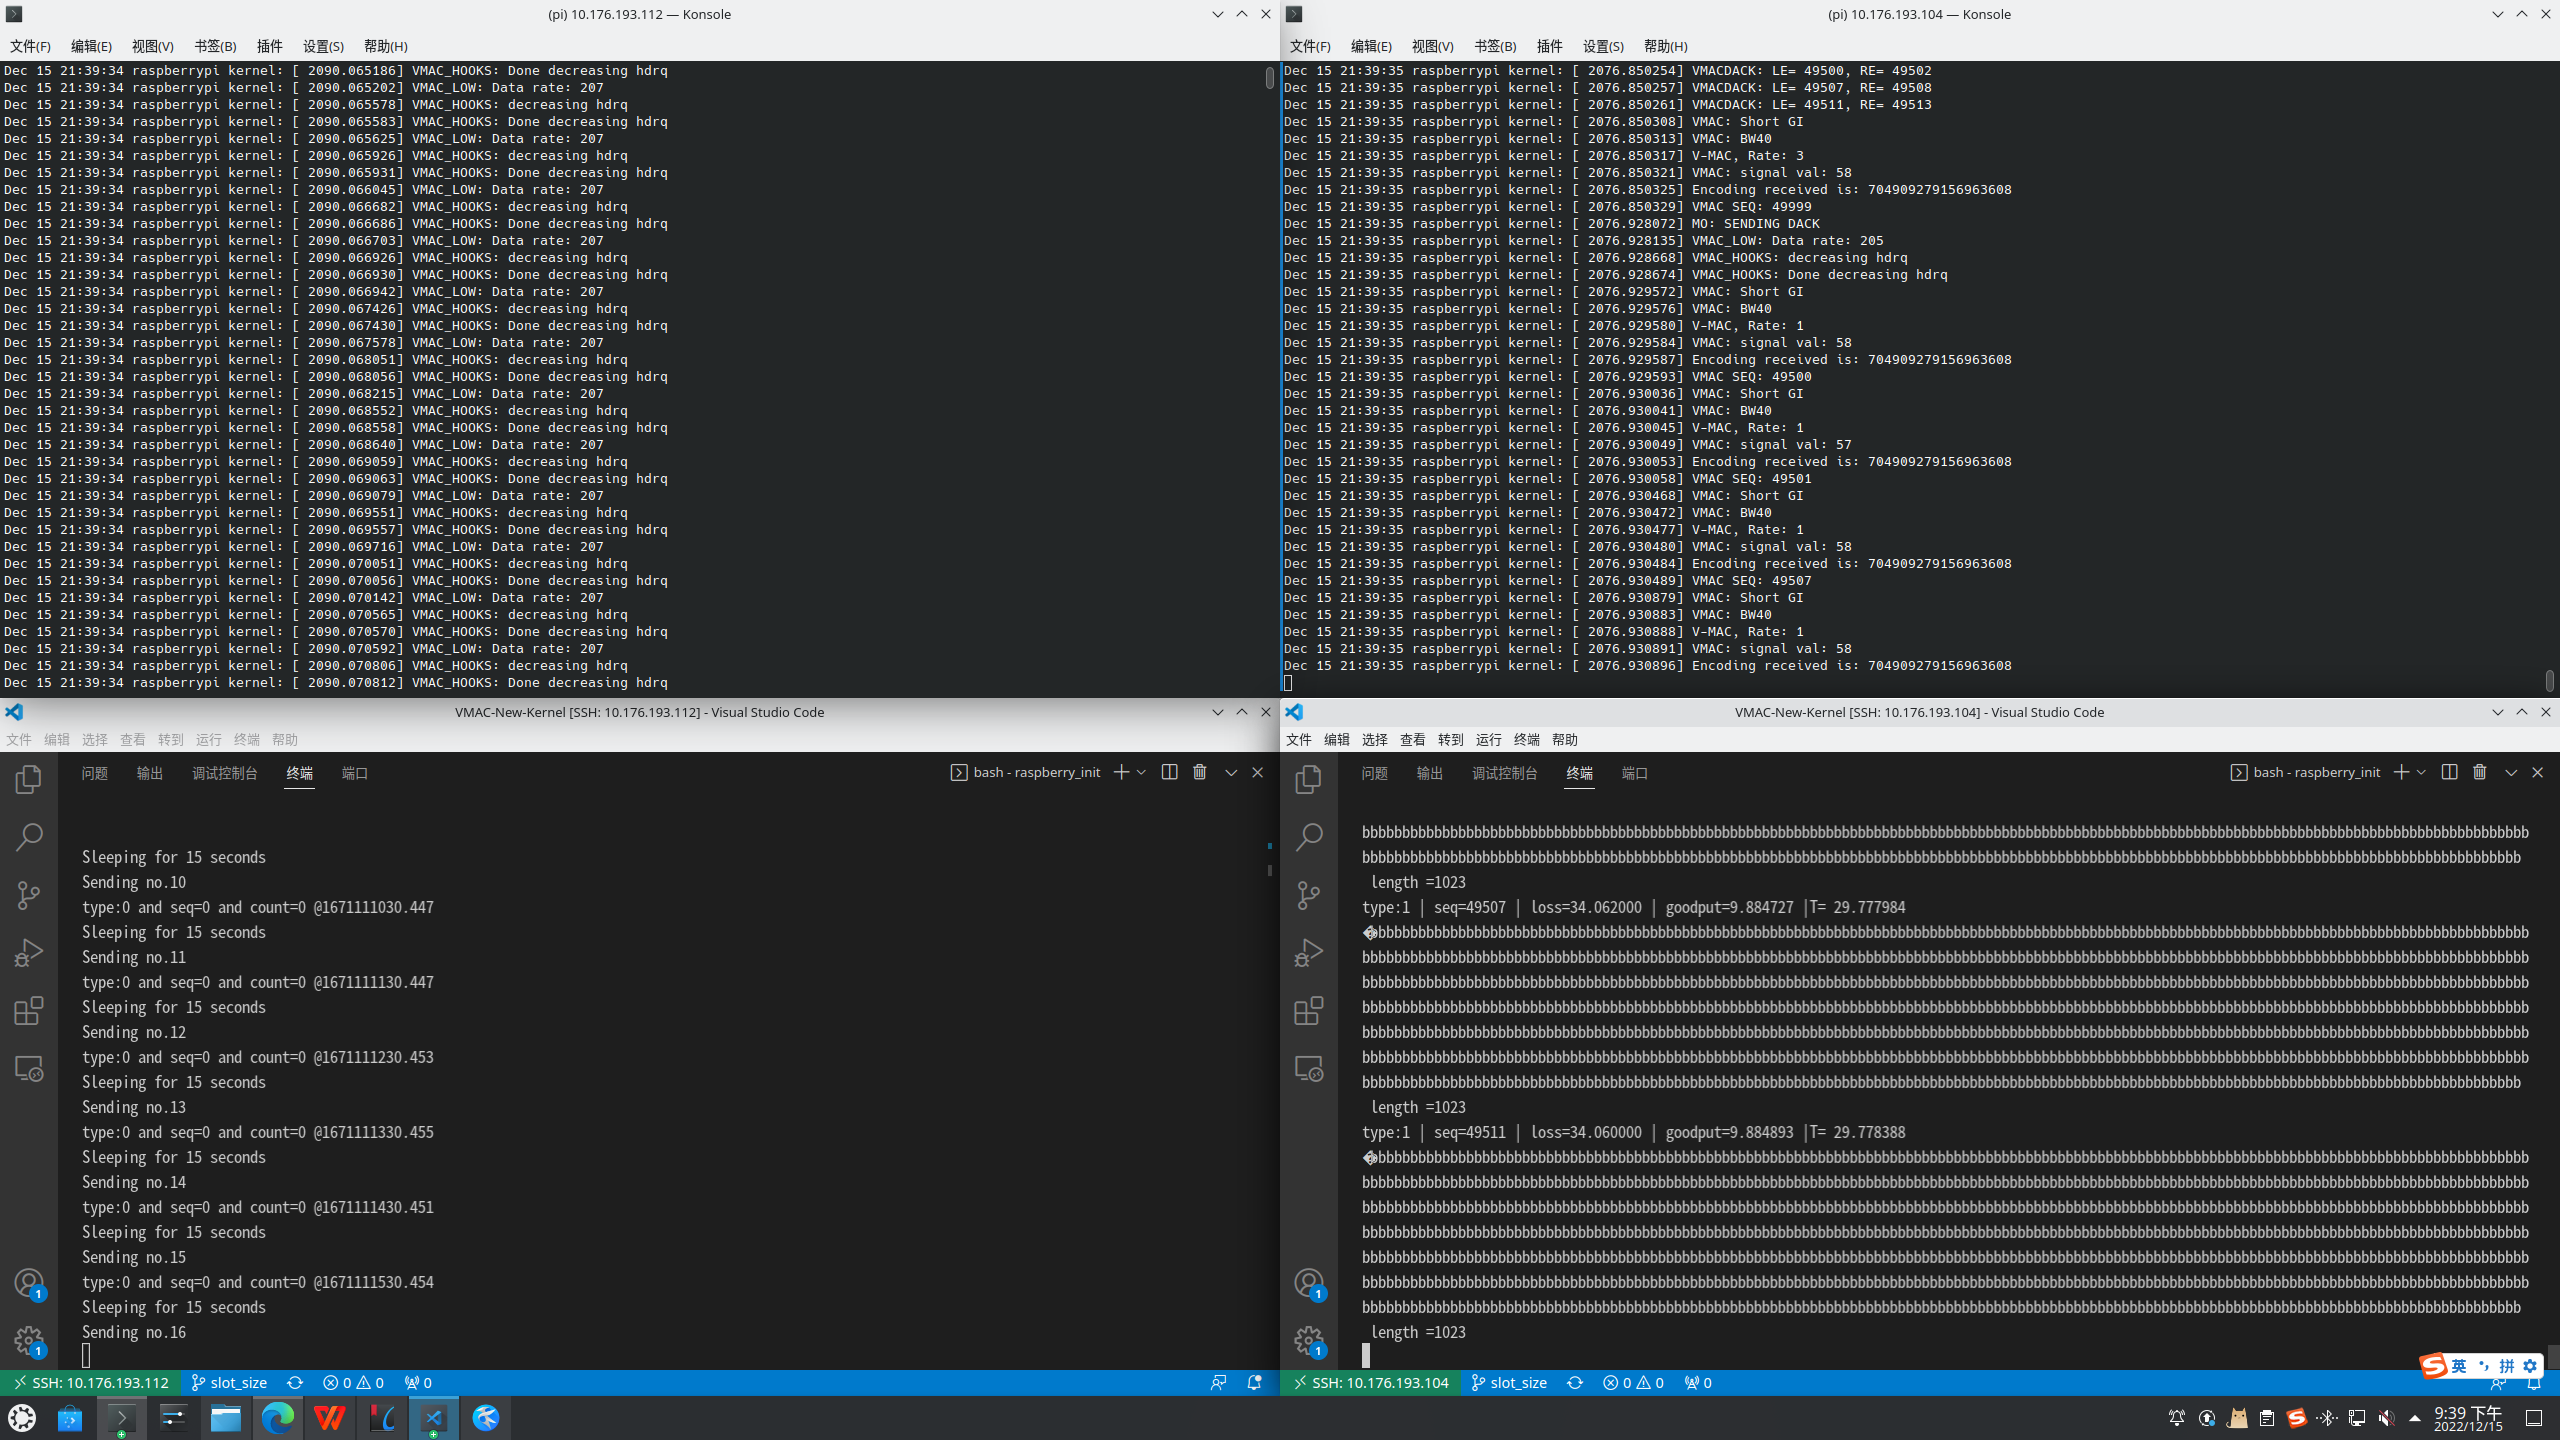 (pi) 10.176.193.112 — Konsole
文件(F) 编辑(E) 视图(V) 书签(B) 插件 设置(S) 帮助(H)
Dec 15 21:39:34 raspberrypi kernel: [ 2090.065186] VMAC_HOOKS: Done decreasing hdrq
Dec 15 21:39:34 raspberrypi kernel: [ 2090.065202] VMAC_LOW: Data rate: 207
Dec 15 21:39:34 raspberrypi kernel: [ 2090.065578] VMAC_HOOKS: decreasing hdrq
Dec 15 21:39:34 raspberrypi kernel: [ 2090.065583] VMAC_HOOKS: Done decreasing hdrq
Dec 15 21:39:34 raspberrypi kernel: [ 2090.065625] VMAC_LOW: Data rate: 207
Dec 15 21:39:34 raspberrypi kernel: [ 2090.065926] VMAC_HOOKS: decreasing hdrq
Dec 15 21:39:34 raspberrypi kernel: [ 2090.065931] VMAC_HOOKS: Done decreasing hdrq
Dec 15 21:39:34 raspberrypi kernel: [ 2090.066045] VMAC_LOW: Data rate: 207
Dec 15 21:39:34 raspberrypi kernel: [ 2090.066682] VMAC_HOOKS: decreasing hdrq
Dec 15 21:39:34 raspberrypi kernel: [ 2090.066686] VMAC_HOOKS: Done decreasing hdrq
Dec 15 21:39:34 raspberrypi kernel: [ 2090.066703] VMAC_LOW: Data rate: 207
Dec 15 21:39:34 raspberrypi kernel: [ 2090.066926] VMAC_HOOKS: decreasing hdrq
Dec 15 21:39:34 raspberrypi kernel: [ 2090.066930] VMAC_HOOKS: Done decreasing hdrq
Dec 15 21:39:34 raspberrypi kernel: [ 2090.066942] VMAC_LOW: Data rate: 207
Dec 15 21:39:34 raspberrypi kernel: [ 2090.067426] VMAC_HOOKS: decreasing hdrq
Dec 15 21:39:34 raspberrypi kernel: [ 2090.067430] VMAC_HOOKS: Done decreasing hdrq
Dec 15 21:39:34 raspberrypi kernel: [ 2090.067578] VMAC_LOW: Data rate: 207
Dec 15 21:39:34 raspberrypi kernel: [ 2090.068051] VMAC_HOOKS: decreasing hdrq
Dec 15 21:39:34 raspberrypi kernel: [ 2090.068056] VMAC_HOOKS: Done decreasing hdrq
Dec 15 21:39:34 raspberrypi kernel: [ 2090.068215] VMAC_LOW: Data rate: 207
Dec 15 21:39:34 raspberrypi kernel: [ 2090.068552] VMAC_HOOKS: decreasing hdrq
Dec 15 21:39:34 raspberrypi kernel: [ 2090.068558] VMAC_HOOKS: Done decreasing hdrq
Dec 15 21:39:34 raspberrypi kernel: [ 2090.068640] VMAC_LOW: Data rate: 207
Dec 15 21:39:34 raspberrypi kernel: [ 2090.069059] VMAC_HOOKS: decreasing hdrq
Dec 15 21:39:34 raspberrypi kernel: [ 2090.069063] VMAC_HOOKS: Done decreasing hdrq
Dec 15 21:39:34 raspberrypi kernel: [ 2090.069079] VMAC_LOW: Data rate: 207
Dec 15 21:39:34 raspberrypi kernel: [ 2090.069551] VMAC_HOOKS: decreasing hdrq
Dec 15 21:39:34 raspberrypi kernel: [ 2090.069557] VMAC_HOOKS: Done decreasing hdrq
Dec 15 21:39:34 raspberrypi kernel: [ 2090.069716] VMAC_LOW: Data rate: 207
Dec 15 21:39:34 raspberrypi kernel: [ 2090.070051] VMAC_HOOKS: decreasing hdrq
Dec 15 21:39:34 raspberrypi kernel: [ 2090.070056] VMAC_HOOKS: Done decreasing hdrq
Dec 15 21:39:34 raspberrypi kernel: [ 2090.070142] VMAC_LOW: Data rate: 207
Dec 15 21:39:34 raspberrypi kernel: [ 2090.070565] VMAC_HOOKS: decreasing hdrq
Dec 15 21:39:34 raspberrypi kernel: [ 2090.070570] VMAC_HOOKS: Done decreasing hdrq
Dec 15 21:39:34 raspberrypi kernel: [ 2090.070592] VMAC_LOW: Data rate: 207
Dec 15 21:39:34 raspberrypi kernel: [ 2090.070806] VMAC_HOOKS: decreasing hdrq
Dec 15 21:39:34 raspberrypi kernel: [ 2090.070812] VMAC_HOOKS: Done decreasing hdrq
(pi) 10.176.193.104 — Konsole
文件(F) 编辑(E) 视图(V) 书签(B) 插件 设置(S) 帮助(H)
Dec 15 21:39:35 raspberrypi kernel: [ 2076.850254] VMACDACK: LE= 49500, RE= 49502
Dec 15 21:39:35 raspberrypi kernel: [ 2076.850257] VMACDACK: LE= 49507, RE= 49508
Dec 15 21:39:35 raspberrypi kernel: [ 2076.850261] VMACDACK: LE= 49511, RE= 49513
Dec 15 21:39:35 raspberrypi kernel: [ 2076.850308] VMAC: Short GI
Dec 15 21:39:35 raspberrypi kernel: [ 2076.850313] VMAC: BW40
Dec 15 21:39:35 raspberrypi kernel: [ 2076.850317] V-MAC, Rate: 3
Dec 15 21:39:35 raspberrypi kernel: [ 2076.850321] VMAC: signal val: 58
Dec 15 21:39:35 raspberrypi kernel: [ 2076.850325] Encoding received is: 704909279156963608
Dec 15 21:39:35 raspberrypi kernel: [ 2076.850329] VMAC SEQ: 49999
Dec 15 21:39:35 raspberrypi kernel: [ 2076.928072] MO: SENDING DACK
Dec 15 21:39:35 raspberrypi kernel: [ 2076.928135] VMAC_LOW: Data rate: 205
Dec 15 21:39:35 raspberrypi kernel: [ 2076.928668] VMAC_HOOKS: decreasing hdrq
Dec 15 21:39:35 raspberrypi kernel: [ 2076.928674] VMAC_HOOKS: Done decreasing hdrq
Dec 15 21:39:35 raspberrypi kernel: [ 2076.929572] VMAC: Short GI
Dec 15 21:39:35 raspberrypi kernel: [ 2076.929576] VMAC: BW40
Dec 15 21:39:35 raspberrypi kernel: [ 2076.929580] V-MAC, Rate: 1
Dec 15 21:39:35 raspberrypi kernel: [ 2076.929584] VMAC: signal val: 58
Dec 15 21:39:35 raspberrypi kernel: [ 2076.929587] Encoding received is: 704909279156963608
Dec 15 21:39:35 raspberrypi kernel: [ 2076.929593] VMAC SEQ: 49500
Dec 15 21:39:35 raspberrypi kernel: [ 2076.930036] VMAC: Short GI
Dec 15 21:39:35 raspberrypi kernel: [ 2076.930041] VMAC: BW40
Dec 15 21:39:35 raspberrypi kernel: [ 2076.930045] V-MAC, Rate: 1
Dec 15 21:39:35 raspberrypi kernel: [ 2076.930049] VMAC: signal val: 57
Dec 15 21:39:35 raspberrypi kernel: [ 2076.930053] Encoding received is: 704909279156963608
Dec 15 21:39:35 raspberrypi kernel: [ 2076.930058] VMAC SEQ: 49501
Dec 15 21:39:35 raspberrypi kernel: [ 2076.930468] VMAC: Short GI
Dec 15 21:39:35 raspberrypi kernel: [ 2076.930472] VMAC: BW40
Dec 15 21:39:35 raspberrypi kernel: [ 2076.930477] V-MAC, Rate: 1
Dec 15 21:39:35 raspberrypi kernel: [ 2076.930480] VMAC: signal val: 58
Dec 15 21:39:35 raspberrypi kernel: [ 2076.930484] Encoding received is: 704909279156963608
Dec 15 21:39:35 raspberrypi kernel: [ 2076.930489] VMAC SEQ: 49507
Dec 15 21:39:35 raspberrypi kernel: [ 2076.930879] VMAC: Short GI
Dec 15 21:39:35 raspberrypi kernel: [ 2076.930883] VMAC: BW40
Dec 15 21:39:35 raspberrypi kernel: [ 2076.930888] V-MAC, Rate: 1
Dec 15 21:39:35 raspberrypi kernel: [ 2076.930891] VMAC: signal val: 58
Dec 15 21:39:35 raspberrypi kernel: [ 2076.930896] Encoding received is: 704909279156963608
VMAC-New-Kernel [SSH: 10.176.193.112] - Visual Studio Code
文件 编辑 选择 查看 转到 运行 终端 帮助
问题 输出 调试控制台 终端 端口 bash - raspberry_init
Sleeping for 15 seconds
Sending no.10
type:0 and seq=0 and count=0 @1671111030.447
Sleeping for 15 seconds
Sending no.11
type:0 and seq=0 and count=0 @1671111130.447
Sleeping for 15 seconds
Sending no.12
type:0 and seq=0 and count=0 @1671111230.453
Sleeping for 15 seconds
Sending no.13
type:0 and seq=0 and count=0 @1671111330.455
Sleeping for 15 seconds
Sending no.14
type:0 and seq=0 and count=0 @1671111430.451
Sleeping for 15 seconds
Sending no.15
type:0 and seq=0 and count=0 @1671111530.454
Sleeping for 15 seconds
Sending no.16
1
1
SSH: 10.176.193.112 slot_size 0 0 0
VMAC-New-Kernel [SSH: 10.176.193.104] - Visual Studio Code
文件 编辑 选择 查看 转到 运行 终端 帮助
问题 输出 调试控制台 终端 端口 bash - raspberry_init
length =1023
type:1 | seq=49507 | loss=34.062000 | goodput=9.884727 |T= 29.777984
length =1023
type:1 | seq=49511 | loss=34.060000 | goodput=9.884893 |T= 29.778388
length =1023
1
1
英 拼
SSH: 10.176.193.104 slot_size 0 0 0
9:39 下午
2022/12/15